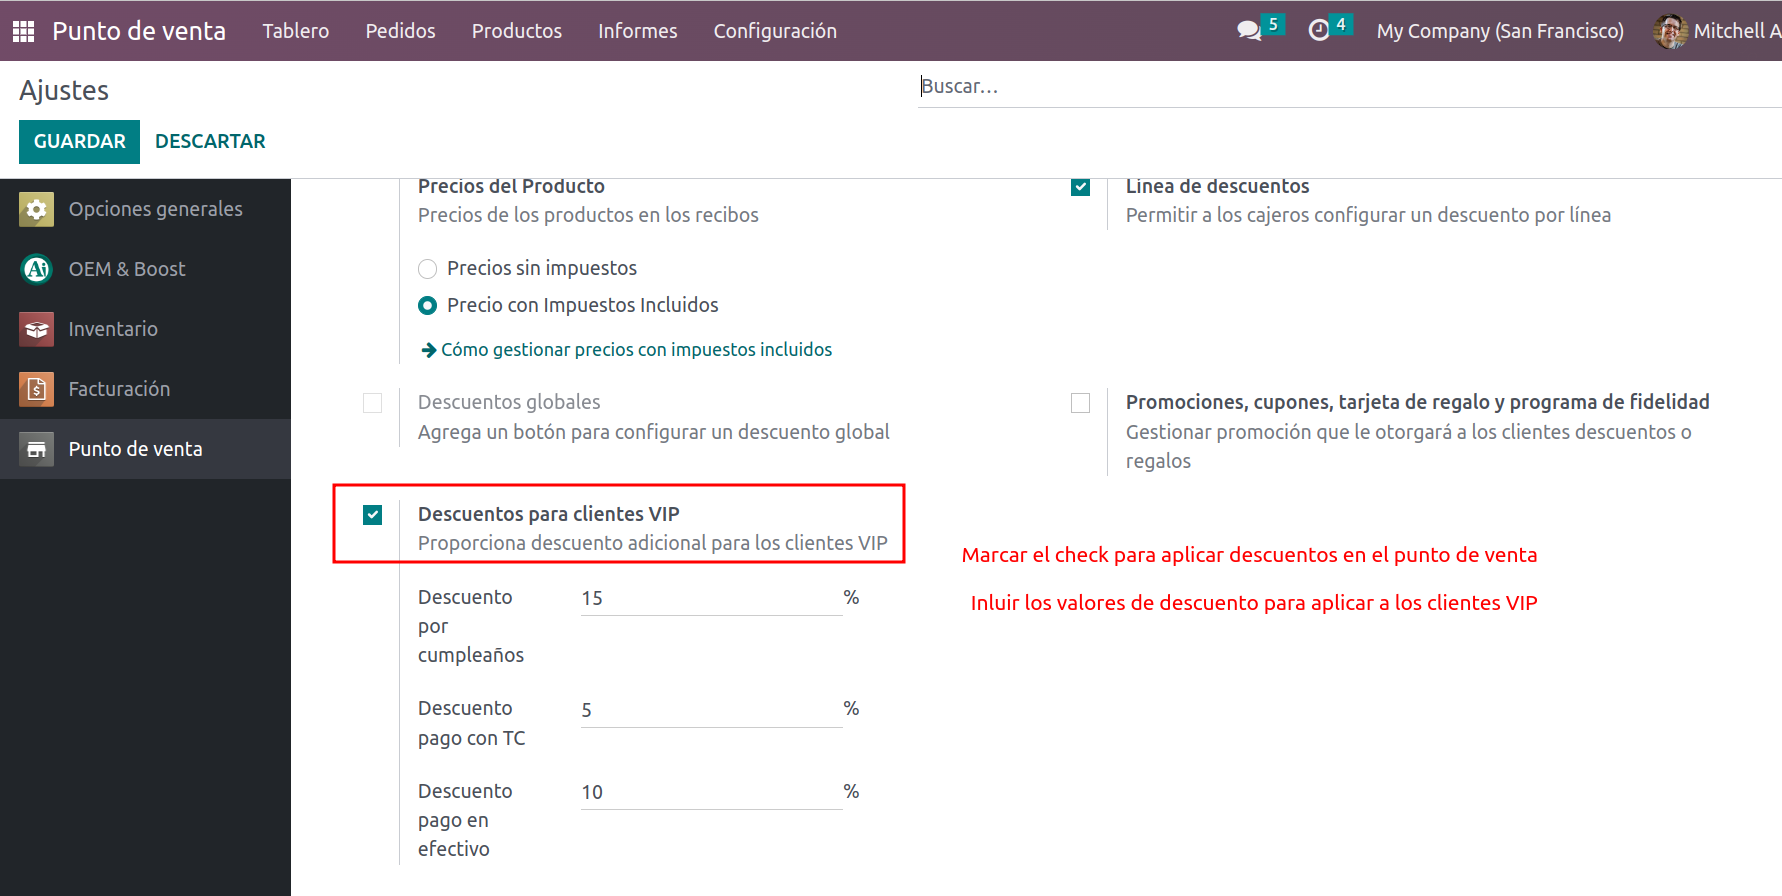 Punto de venta Tablero Pedidos Productos Informes Configuración 5 4 My Company (San Francisco) Mitchell A
Ajustes
Buscar...
GUARDAR DESCARTAR
Opciones generales
OEM & Boost
Inventario
Facturación
Punto de venta
Precios del Producto
Precios de los productos en los recibos
Precios sin impuestos
Precio con Impuestos Incluidos
Cómo gestionar precios con impuestos incluidos
Línea de descuentos
Permitir a los cajeros configurar un descuento por línea
Descuentos globales
Agrega un botón para configurar un descuento global
Promociones, cupones, tarjeta de regalo y programa de fidelidad
Gestionar promoción que le otorgará a los clientes descuentos o
regalos
Descuentos para clientes VIP
Proporciona descuento adicional para los clientes VIP
Marcar el check para aplicar descuentos en el punto de venta
Inluir los valores de descuento para aplicar a los clientes VIP
Descuento 15 %
por
cumpleaños
Descuento 5 %
pago con TC
Descuento 10 %
pago en
efectivo